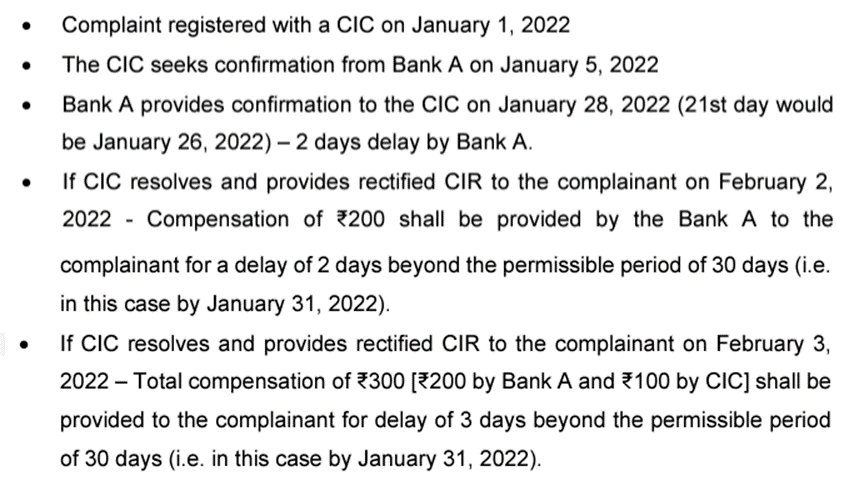 • Complaint registered with a CIC on January 1, 2022
• The CIC seeks confirmation from Bank A on January 5, 2022
• Bank A provides confirmation to the CIC on January 28, 2022 (21st day would
be January 26, 2022) – 2 days delay by Bank A.
• If CIC resolves and provides rectified CIR to the complainant on February 2,
2022 - Compensation of ₹200 shall be provided by the Bank A to the
complainant for a delay of 2 days beyond the permissible period of 30 days (i.e.
in this case by January 31, 2022).
• If CIC resolves and provides rectified CIR to the complainant on February 3,
2022 – Total compensation of ₹300 [₹200 by Bank A and ₹100 by CIC] shall be
provided to the complainant for delay of 3 days beyond the permissible period
of 30 days (i.e. in this case by January 31, 2022).